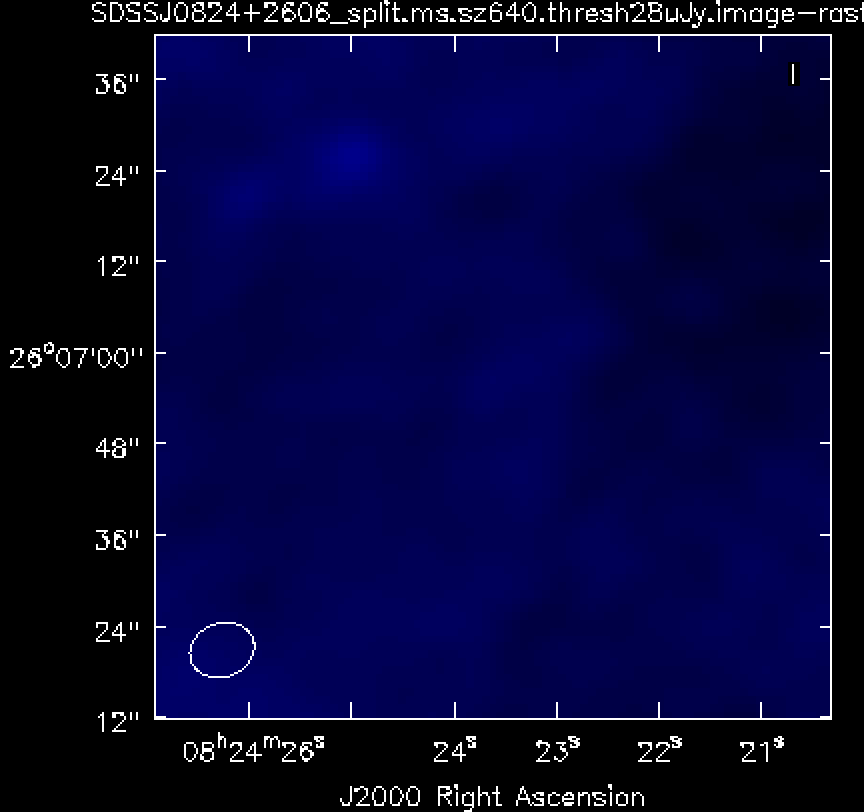 SDSSJ0824+2606_split.ms.sz640.thresh28uJy.image-rast
I
36"
24"
12"
26°07'00"
48"
36"
24"
12"
08h24m26s 24s 23s 22s 21s
J2000 Right Ascension